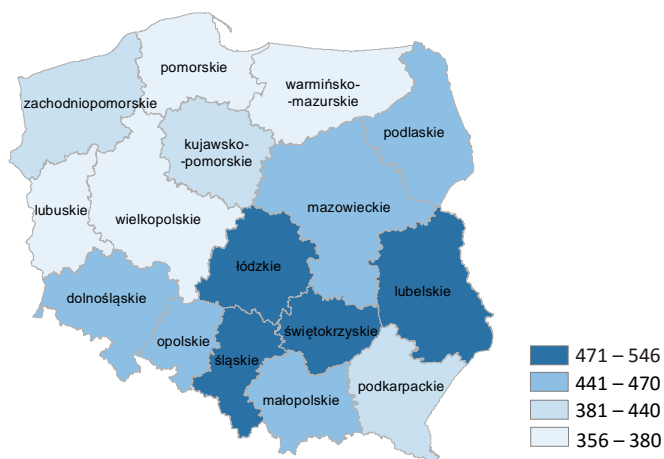 pomorskie
warmińsko-
-mazurskie
zachodniopomorskie
kujawsko-
-pomorskie
podlaskie
lubuskie
wielkopolskie
mazowieckie
łódzkie
lubelskie
dolnośląskie
opolskie
śląskie
świętokrzyskie
małopolskie
podkarpackie
471 – 546
441 – 470
381 – 440
356 – 380